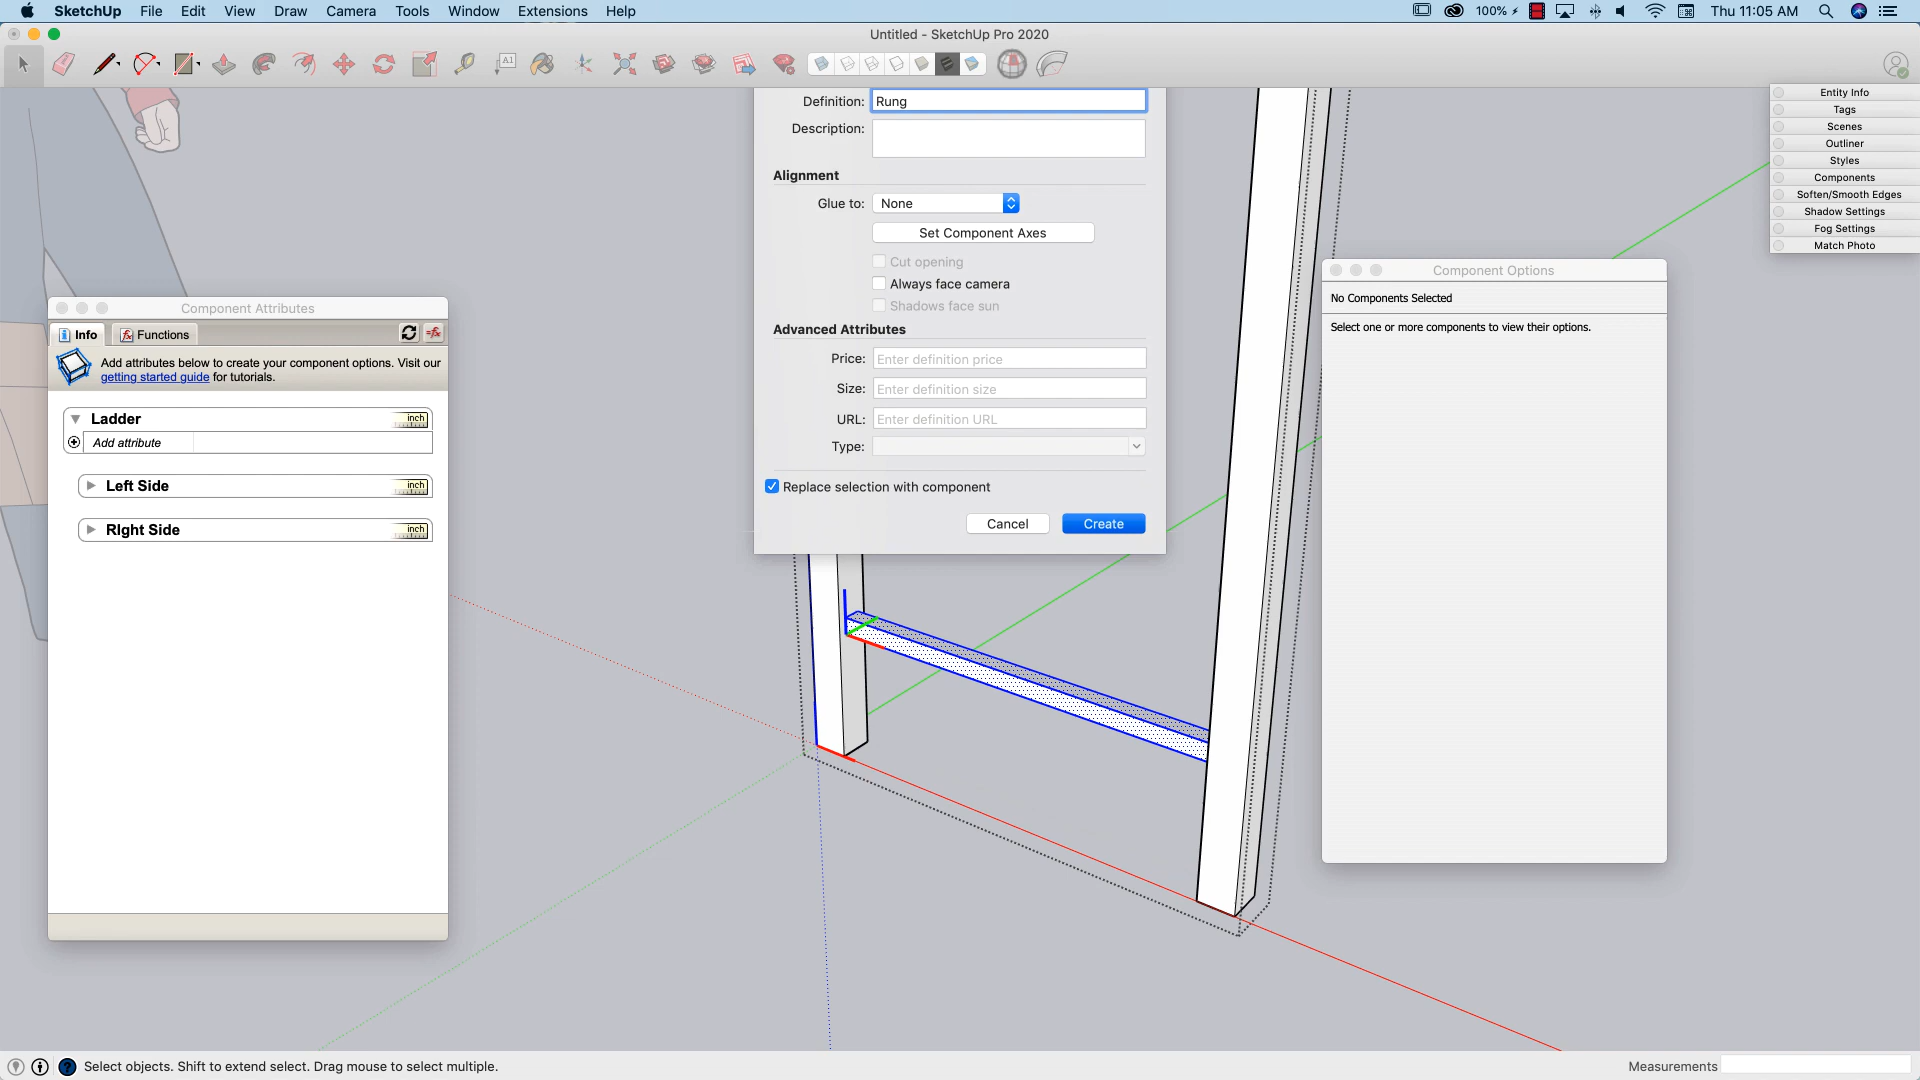 SketchUp File Edit View Draw Camera Tools Window Extensions Help
100% Thu 11:05 AM
Untitled - SketchUp Pro 2020
A1
Definition: Rung
Description:
Alignment
Glue to: None
Set Component Axes
Cut opening
Always face camera
Shadows face sun
Advanced Attributes
Price: Enter definition price
Size: Enter definition size
URL: Enter definition URL
Type:
Replace selection with component
Cancel Create
Entity Info
Tags
Scenes
Outliner
Styles
Components
Soften/Smooth Edges
Shadow Settings
Fog Settings
Match Photo
Component Attributes
Info Functions
Add attributes below to create your component options. Visit our
getting started guide for tutorials.
Ladder inch
Add attribute
Left Side inch
RIght Side inch
Component Options
No Components Selected
Select one or more components to view their options.
Select objects. Shift to extend select. Drag mouse to select multiple.
Measurements